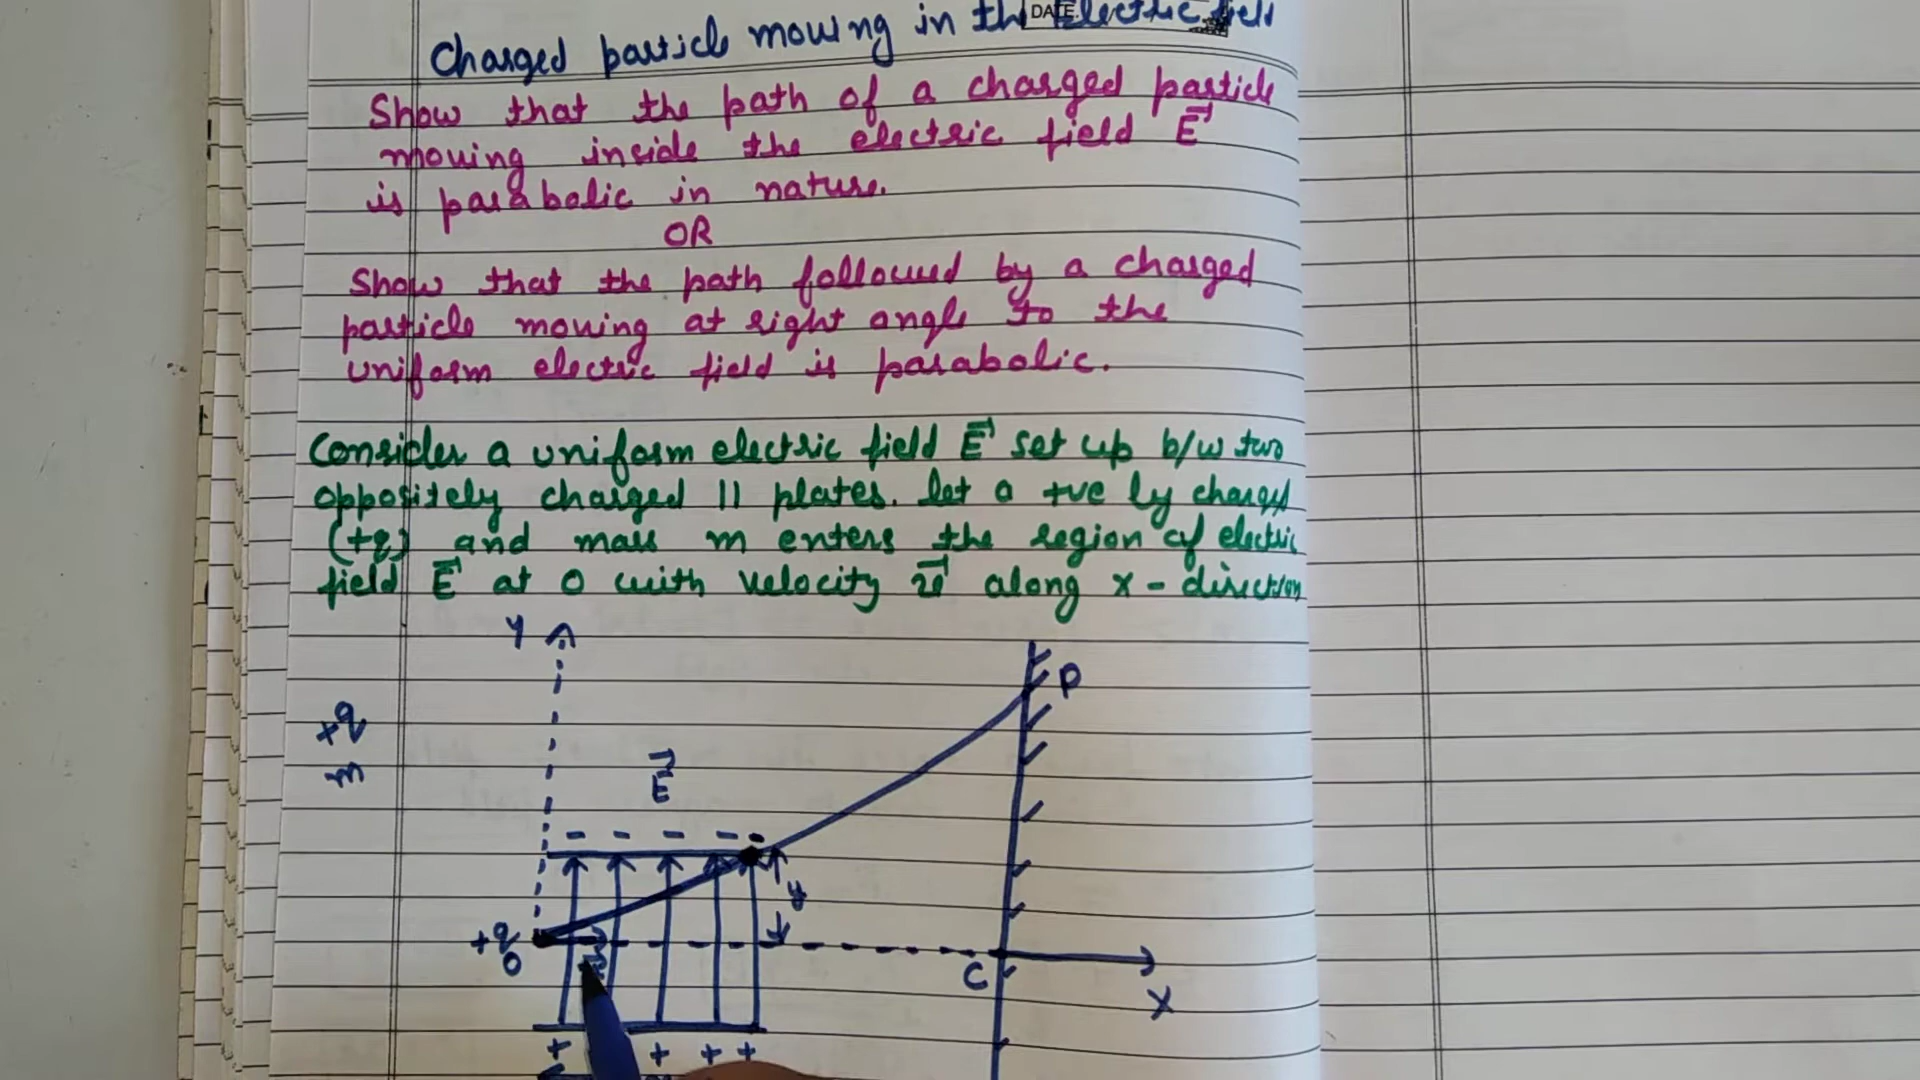 DATE
Charged particle moving in the Electric field
Show that the path of a charged particle
moving inside the electric field E⃗
is parabolic in nature.
OR
Show that the path followed by a charged
particle moving at right angle to the
uniform electric field is parabolic.
Consider a uniform electric field E⃗ set up b/w two
oppositely charged || plates. let a +ve ly charged
(+q) and mass m enters the region of electric
field E⃗ at O with velocity v⃗ along x - direction
Y
P
+q
m
E⃗
- - - - -
y
+q
O
C
X
+ + + +